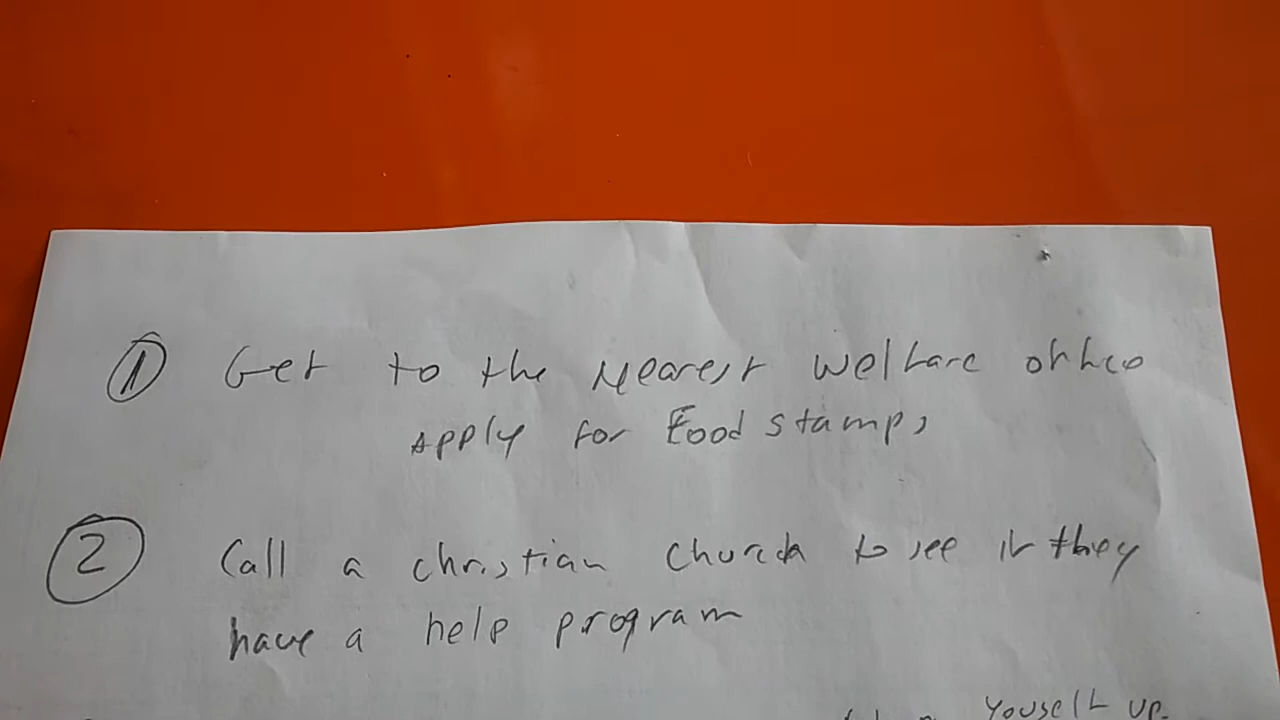 1 Get to the Nearest welfare office
Apply for Food stamps
2 Call a christian church to see if they
have a help program
Youself up.